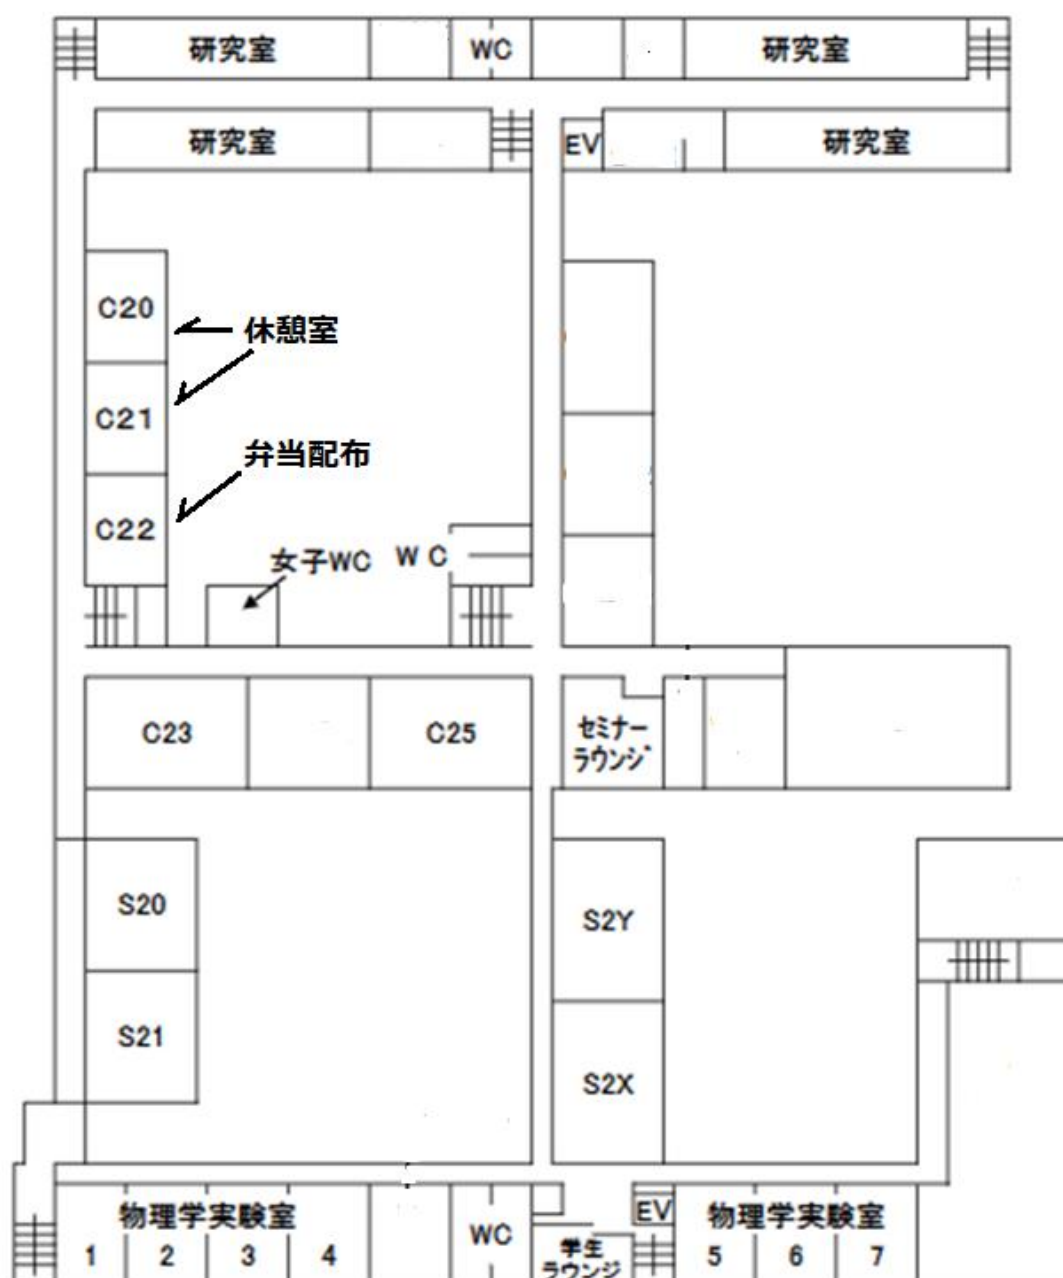 研究室
WC
研究室
研究室
EV
研究室
C20
休憩室
C21
弁当配布
C22
女子WC
WC
C23
C25
セミナー
ラウンジ
S20
S2Y
S21
S2X
物理学実験室
1 2 3 4
WC
学生
ラウンジ
EV
物理学実験室
5 6 7